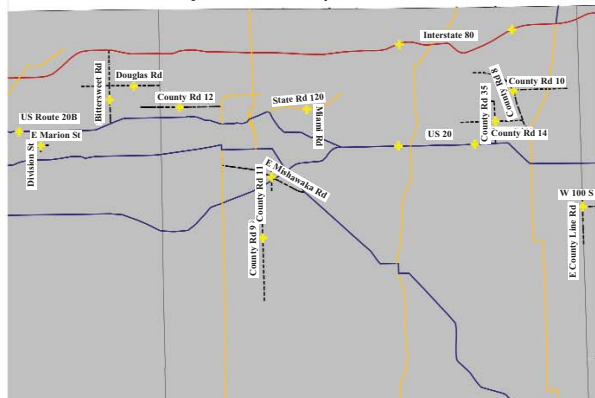 Interstate 80
Bittersweet Rd
Douglas Rd
County Rd 8
County Rd 10
County Rd 12
State Rd 120
County Rd 35
US Route 20B
Miami Rd
County Rd 14
E Marion St
US 20
Division St
County Rd 11
E Mishawaka Rd
W 100 S
E County Line Rd
County Rd 9